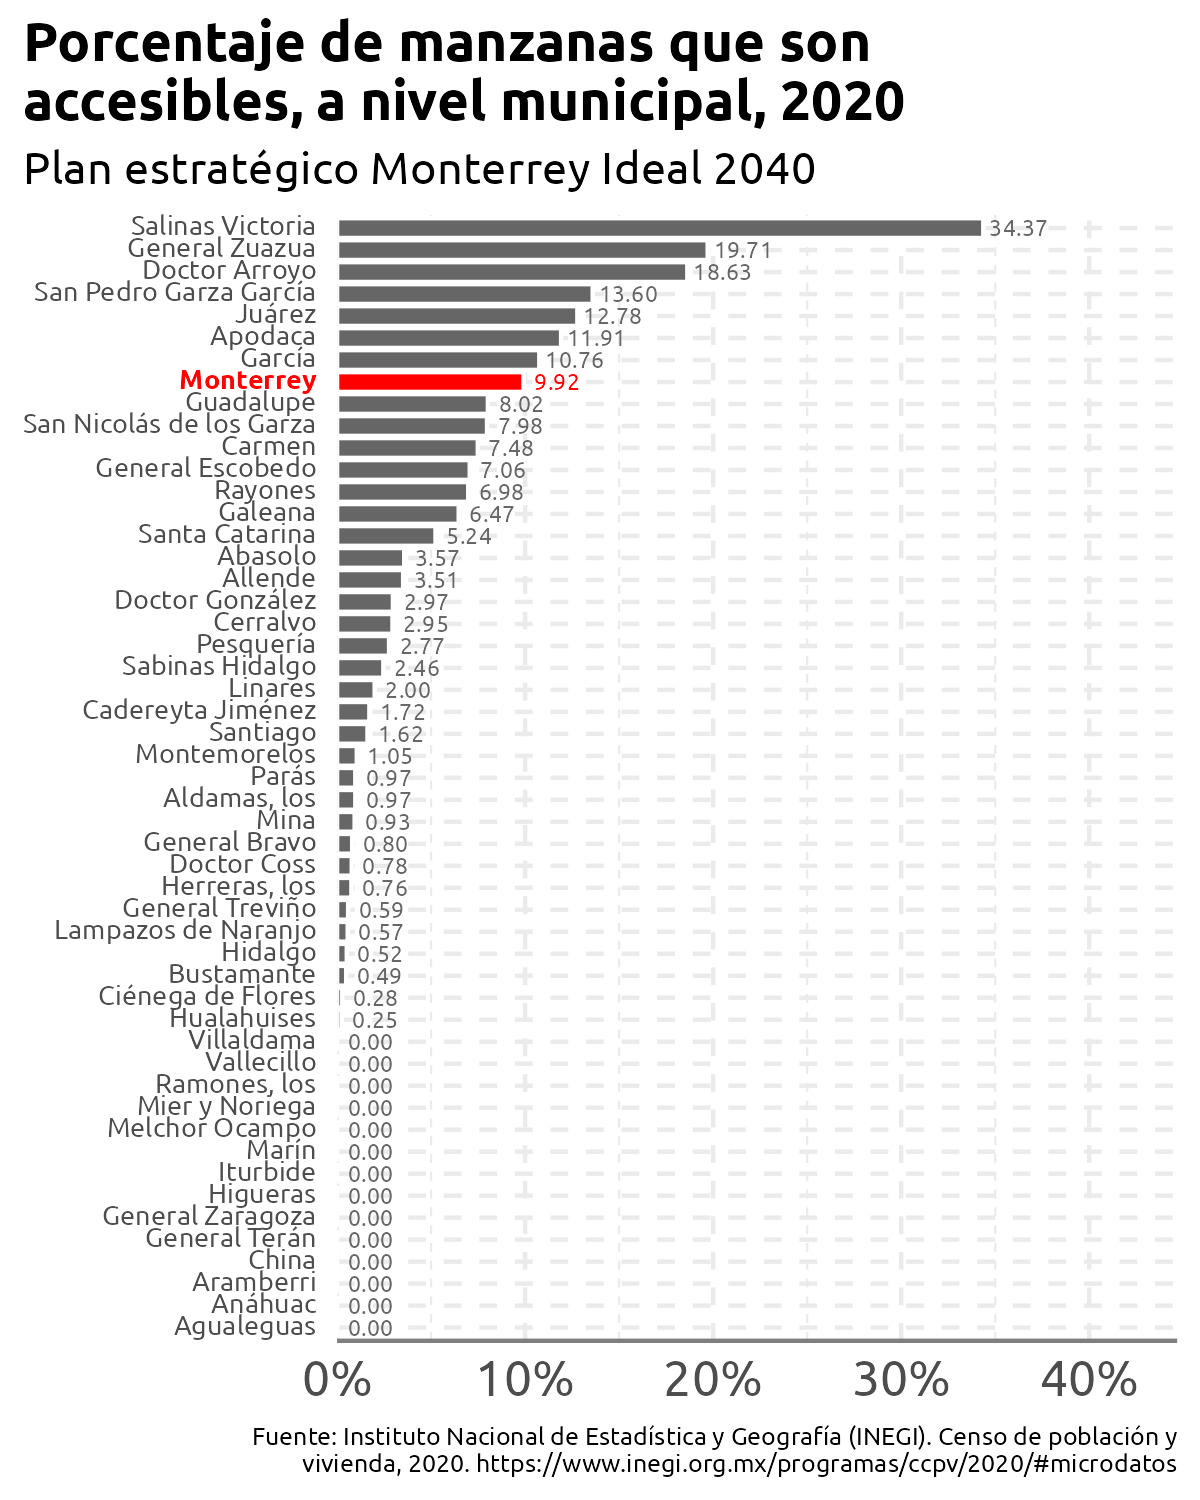 Porcentaje de manzanas que son
accesibles, a nivel municipal, 2020
Plan estratégico Monterrey Ideal 2040
Salinas Victoria 34.37
General Zuazua 19.71
Doctor Arroyo 18.63
San Pedro Garza García 13.60
Juárez 12.78
Apodaca 11.91
García 10.76
Monterrey 9.92
Guadalupe 8.02
San Nicolás de los Garza 7.98
Carmen 7.48
General Escobedo 7.06
Rayones 6.98
Galeana 6.47
Santa Catarina 5.24
Abasolo 3.57
Allende 3.51
Doctor González 2.97
Cerralvo 2.95
Pesquería 2.77
Sabinas Hidalgo 2.46
Linares 2.00
Cadereyta Jiménez 1.72
Santiago 1.62
Montemorelos 1.05
Parás 0.97
Aldamas, los 0.97
Mina 0.93
General Bravo 0.80
Doctor Coss 0.78
Herreras, los 0.76
General Treviño 0.59
Lampazos de Naranjo 0.57
Hidalgo 0.52
Bustamante 0.49
Ciénega de Flores 0.28
Hualahuises 0.25
Villaldama 0.00
Vallecillo 0.00
Ramones, los 0.00
Mier y Noriega 0.00
Melchor Ocampo 0.00
Marín 0.00
Iturbide 0.00
Higueras 0.00
General Zaragoza 0.00
General Terán 0.00
China 0.00
Aramberri 0.00
Anáhuac 0.00
Agualeguas 0.00
0% 10% 20% 30% 40%
Fuente: Instituto Nacional de Estadística y Geografía (INEGI). Censo de población y
vivienda, 2020. https://www.inegi.org.mx/programas/ccpv/2020/#microdatos